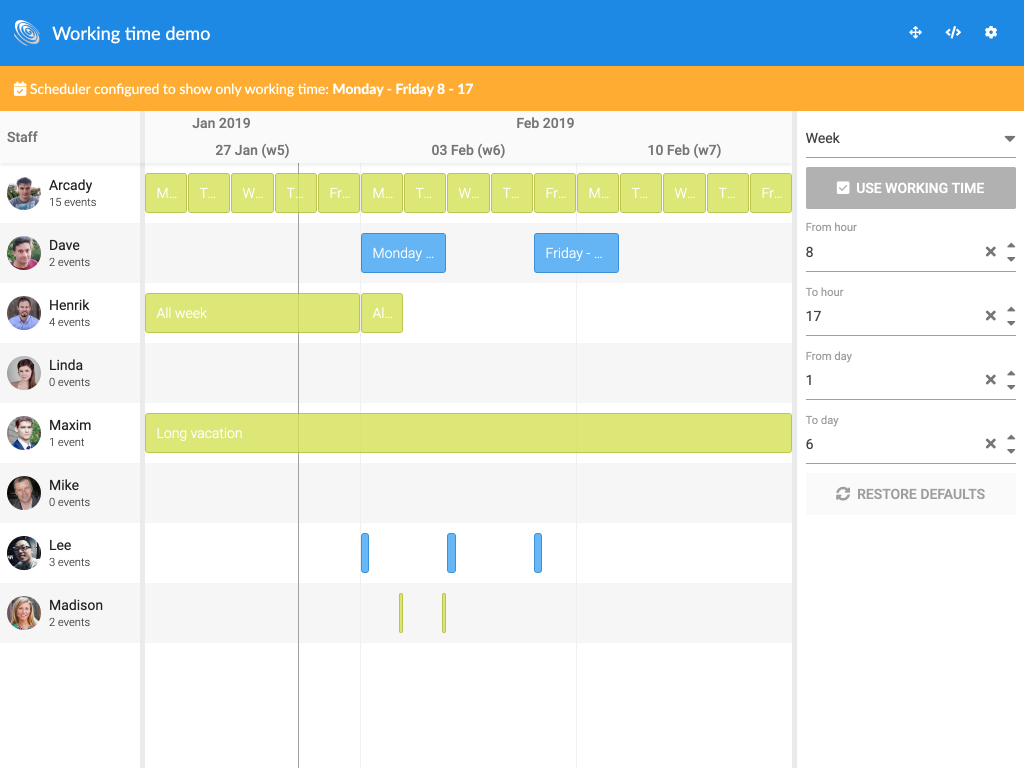 Working time demo
Scheduler configured to show only working time: Monday - Friday 8 - 17
Staff
Jan 2019
Feb 2019
27 Jan (w5)
03 Feb (w6)
10 Feb (w7)
Arcady
15 events
M... T... W... T... Fr... M... T... W... T... Fr... M... T... W... T... Fr...
Dave
2 events
Monday ...
Friday - ...
Henrik
4 events
All week
Al...
Linda
0 events
Maxim
1 event
Long vacation
Mike
0 events
Lee
3 events
Madison
2 events
Week
USE WORKING TIME
From hour
8
To hour
17
From day
1
To day
6
RESTORE DEFAULTS